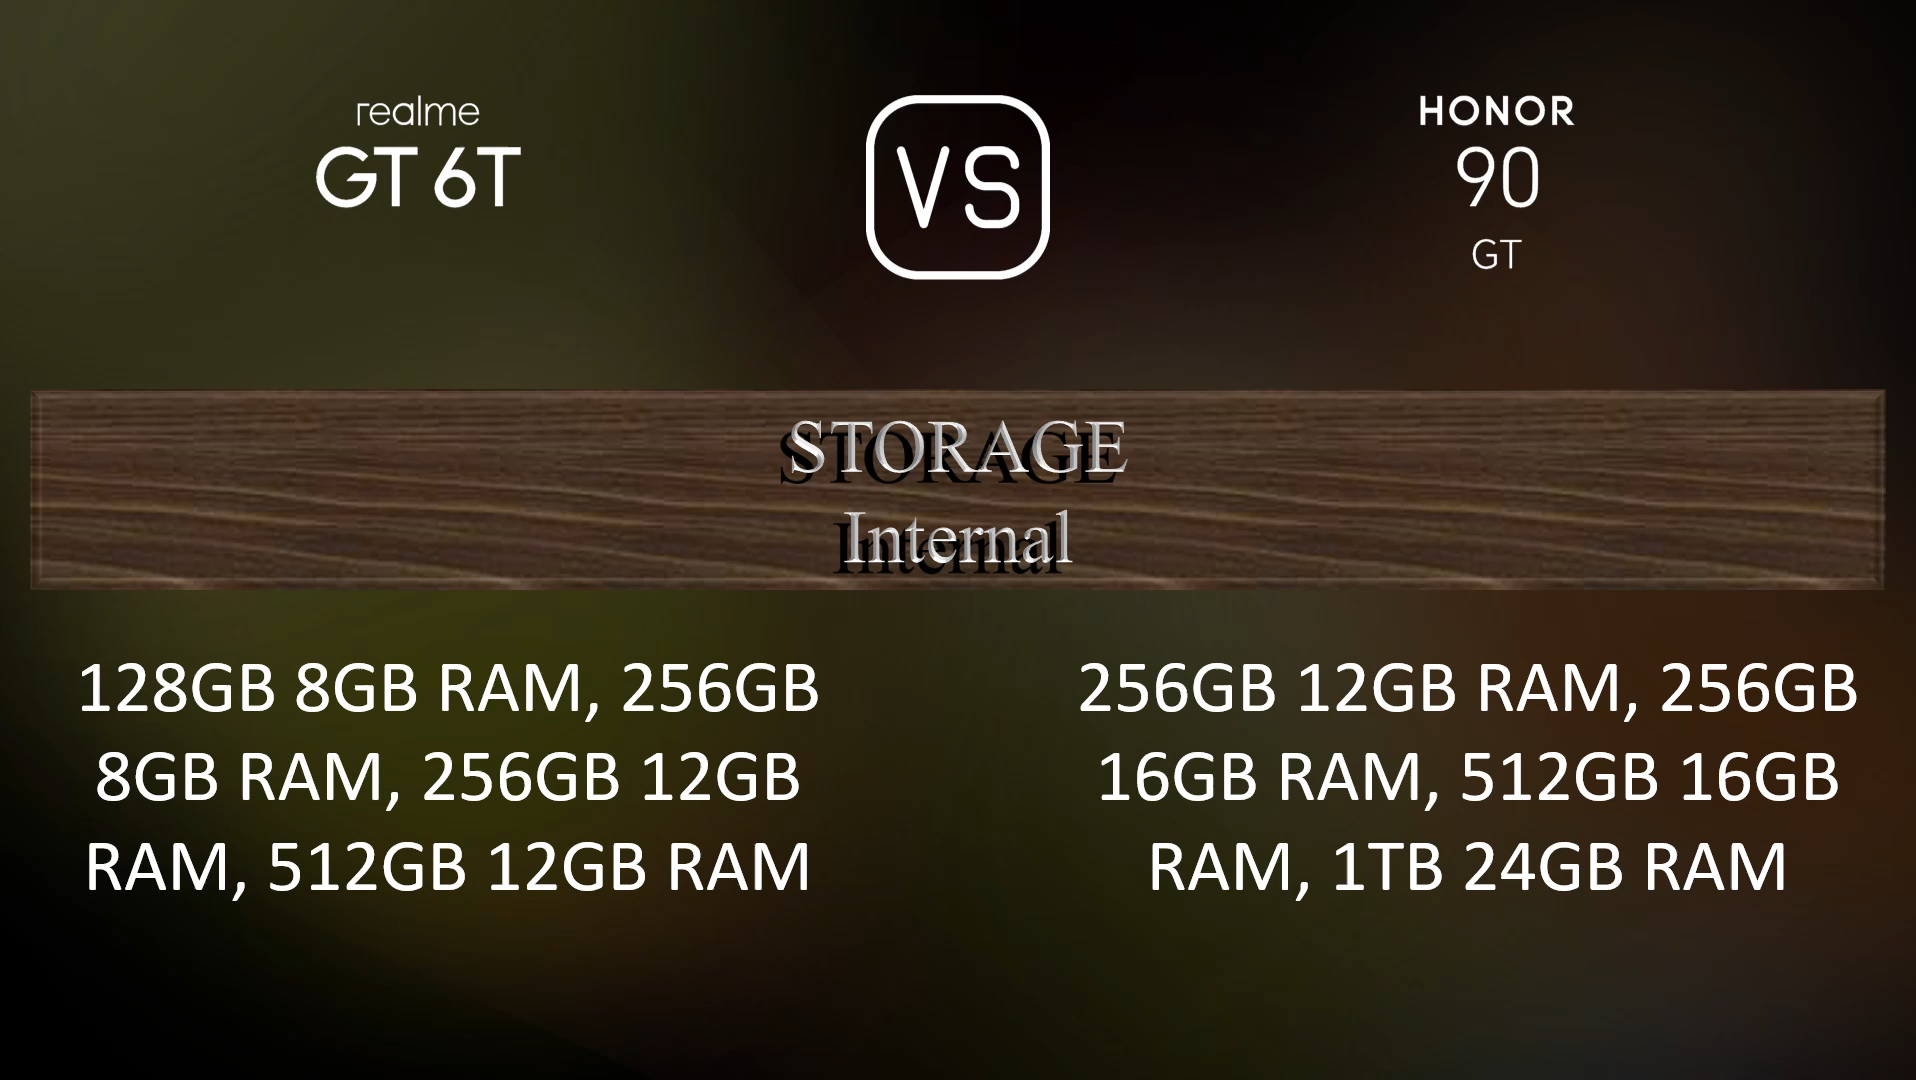 realme
GT 6T
VS
HONOR
90
GT
STORAGE
Internal
128GB 8GB RAM, 256GB
8GB RAM, 256GB 12GB
RAM, 512GB 12GB RAM
256GB 12GB RAM, 256GB
16GB RAM, 512GB 16GB
RAM, 1TB 24GB RAM